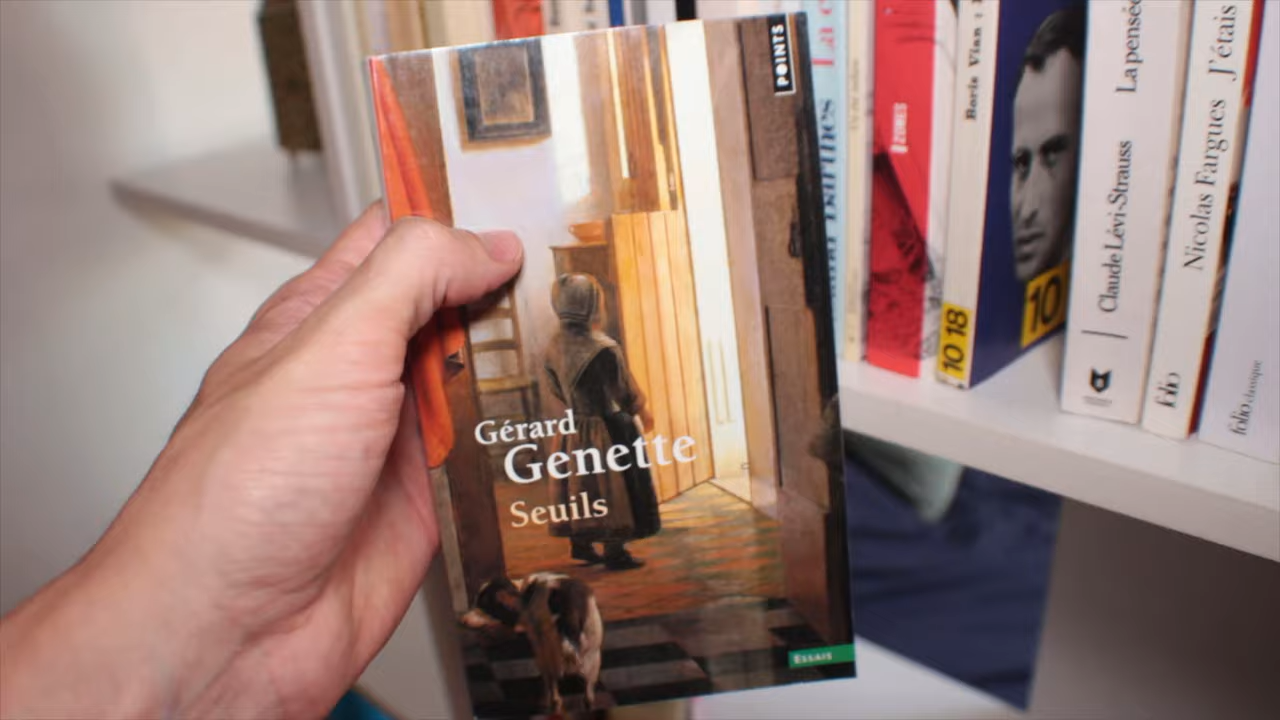 POINTS
Gérard
Genette
Seuils
ESSAIS
ZONES
Boris Vian :
10 18
10
Claude Lévi-Strauss La pensée
Nicolas Fargues J'étais
folio
folio classique